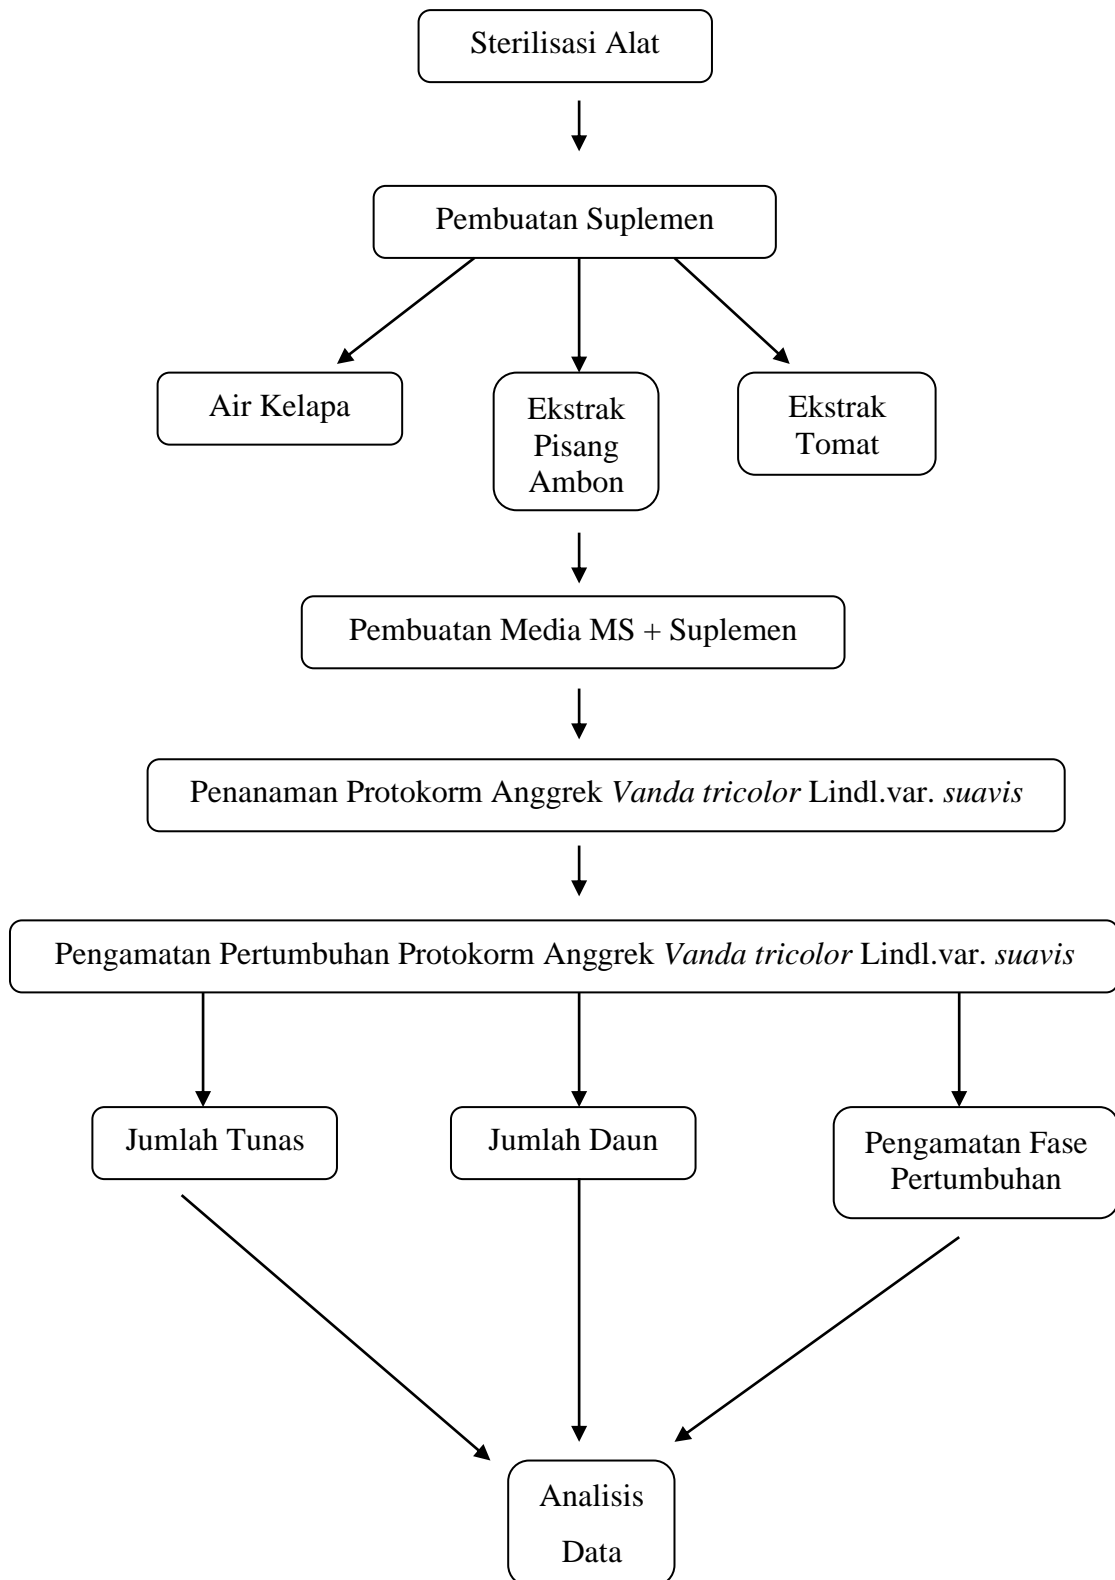 Sterilisasi Alat
Pembuatan Suplemen
Air Kelapa
Ekstrak
Pisang
Ambon
Ekstrak
Tomat
Pembuatan Media MS + Suplemen
Penanaman Protokorm Anggrek Vanda tricolor Lindl.var. suavis
Pengamatan Pertumbuhan Protokorm Anggrek Vanda tricolor Lindl.var. suavis
Jumlah Tunas
Jumlah Daun
Pengamatan Fase
Pertumbuhan
Analisis
Data